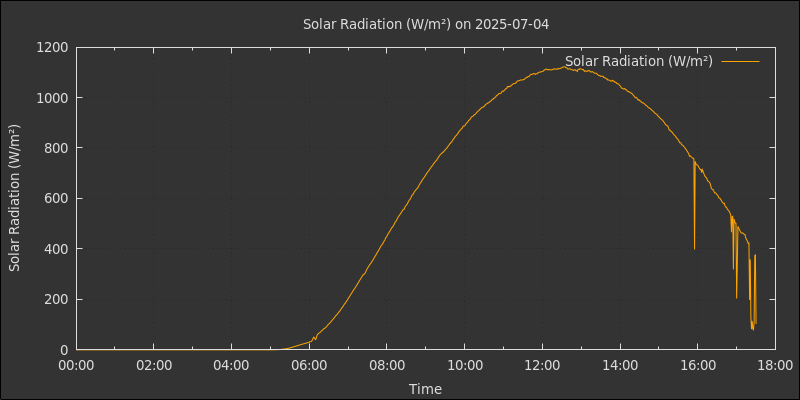 Solar Radiation (W/m²) on 2025-07-04
Solar Radiation (W/m²)
Solar Radiation (W/m²)
1200
1000
800
600
400
200
0
00:00 02:00 04:00 06:00 08:00 10:00 12:00 14:00 16:00 18:00
Time